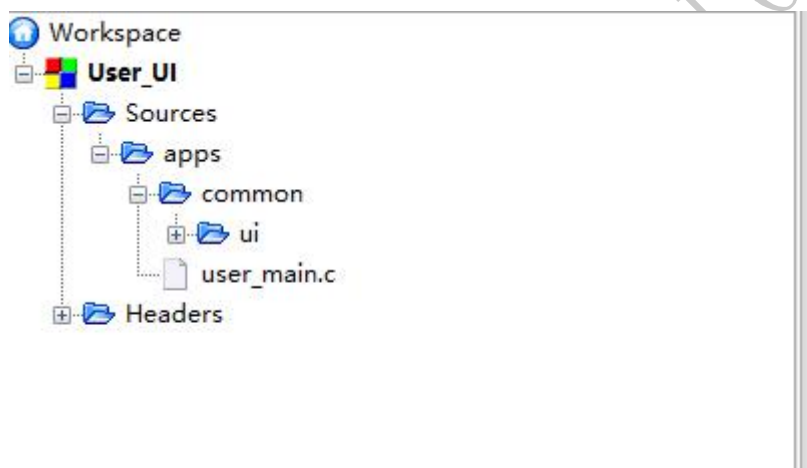 Workspace
User_UI
Sources
apps
common
ui
user_main.c
Headers